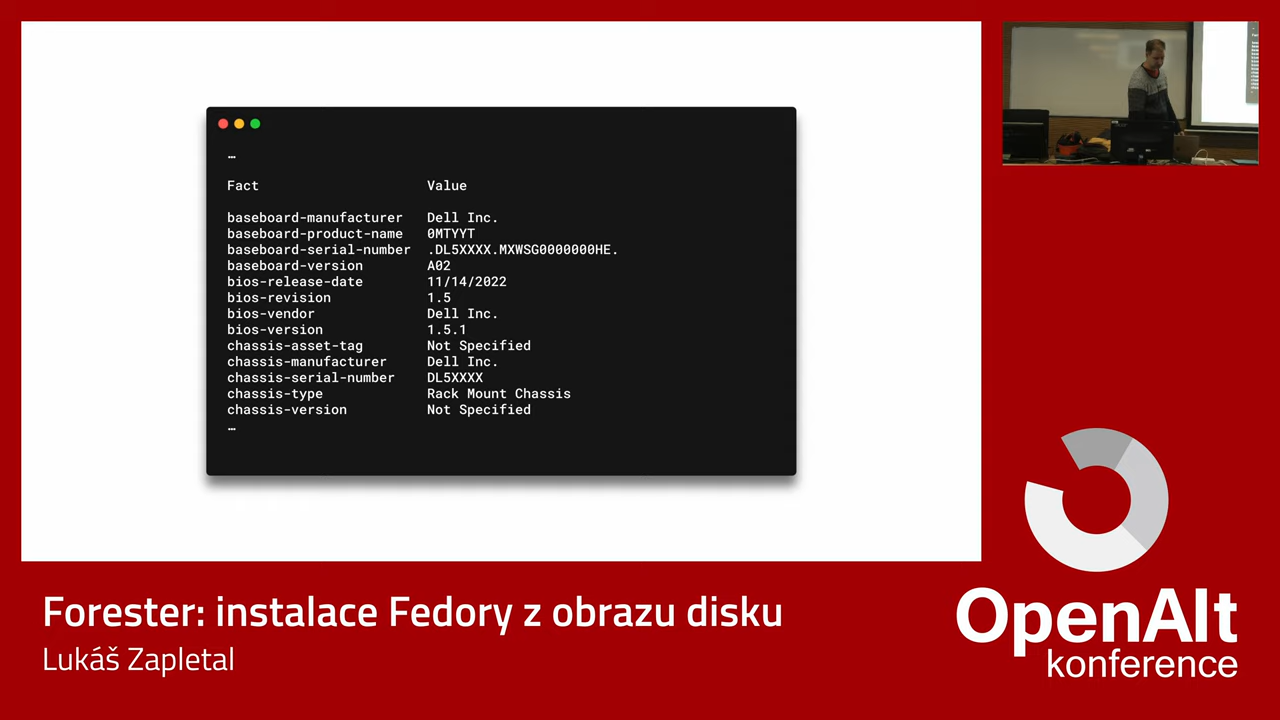 …
Fact Value
baseboard-manufacturer Dell Inc.
baseboard-product-name 0MTYYT
baseboard-serial-number .DL5XXXX.MXWSG0000000HE.
baseboard-version A02
bios-release-date 11/14/2022
bios-revision 1.5
bios-vendor Dell Inc.
bios-version 1.5.1
chassis-asset-tag Not Specified
chassis-manufacturer Dell Inc.
chassis-serial-number DL5XXXX
chassis-type Rack Mount Chassis
chassis-version Not Specified
…
Forester: instalace Fedory z obrazu disku
Lukáš Zapletal
OpenAlt
konference